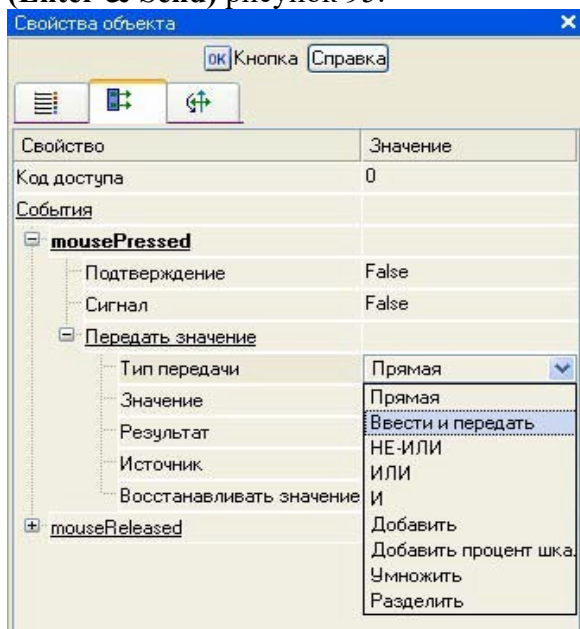 (Enter & Send) рисунок 95.
Свойства объекта
ок Кнопка Справка
Свойство Значение
Код доступа 0
События
mousePressed
Подтверждение False
Сигнал False
Передать значение
Тип передачи Прямая
Значение Прямая
Результат Ввести и передать
Источник НЕ-ИЛИ
Восстанавливать значение ИЛИ
mouseReleased И
Добавить
Добавить процент шка.
Умножить
Разделить